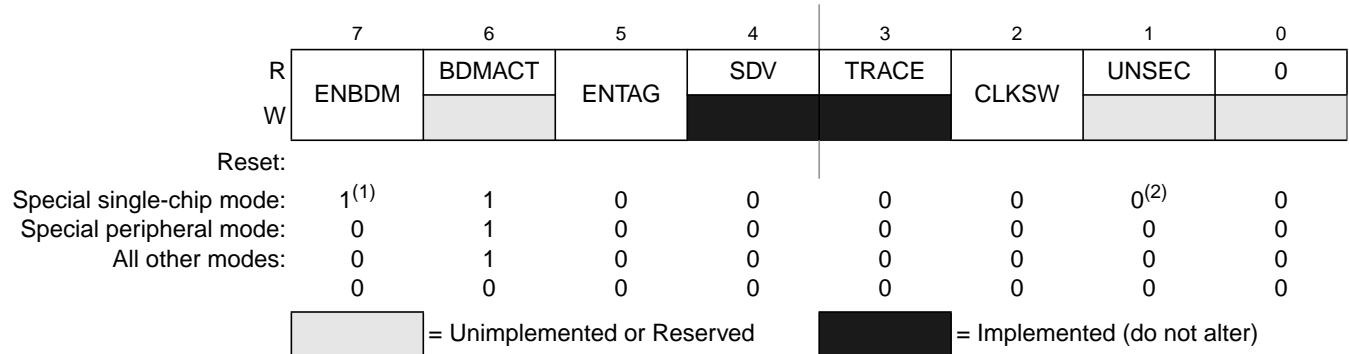 7 6 5 4 3 2 1 0
R ENBDM BDMACT ENTAG SDV TRACE CLKSW UNSEC 0
W
Reset:
Special single-chip mode: 1(1) 1 0 0 0 0 0(2) 0
Special peripheral mode: 0 1 0 0 0 0 0 0
All other modes: 0 1 0 0 0 0 0 0
0 0 0 0 0 0 0 0
= Unimplemented or Reserved = Implemented (do not alter)